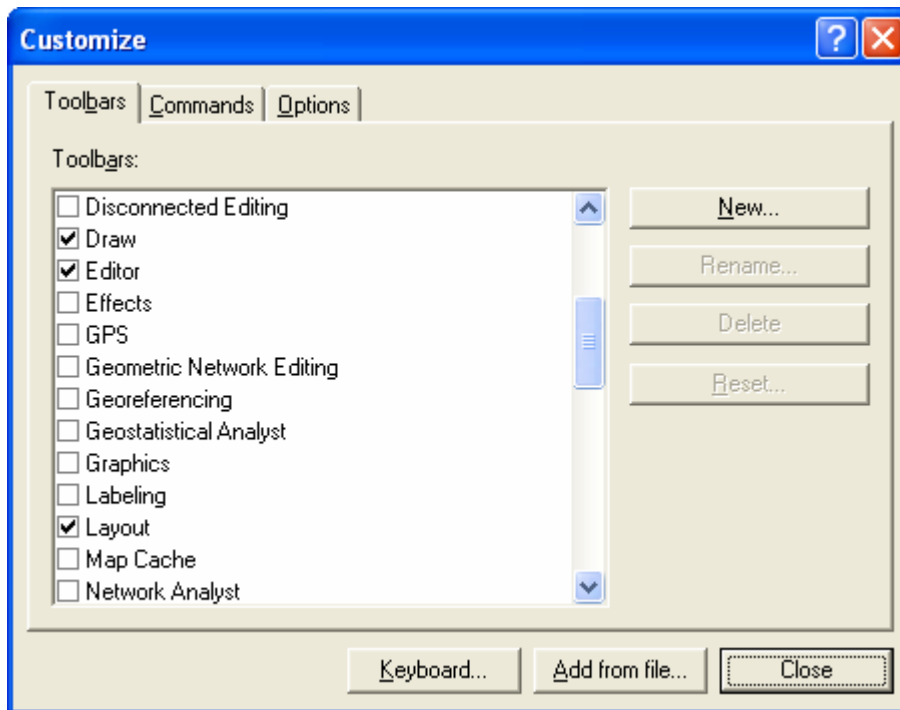 Customize
Toolbars Commands Options
Toolbars:
Disconnected Editing
Draw
Editor
Effects
GPS
Geometric Network Editing
Georeferencing
Geostatistical Analyst
Graphics
Labeling
Layout
Map Cache
Network Analyst
New...
Rename...
Delete
Reset...
Keyboard... Add from file... Close